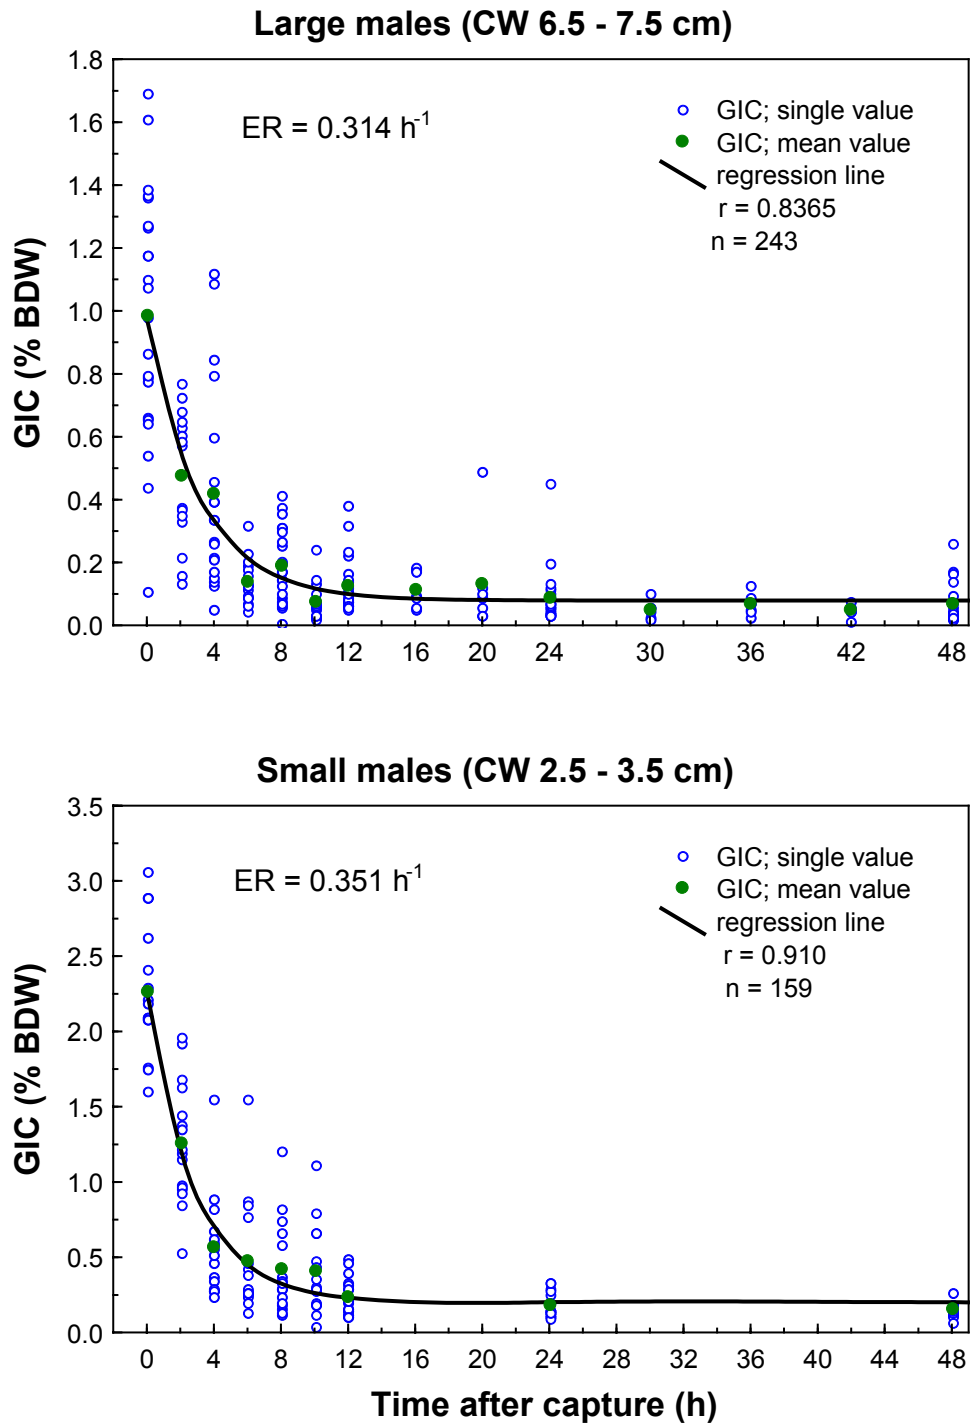 Large males (CW 6.5 - 7.5 cm)
1.8
1.6
1.4
1.2
1.0
0.8
0.6
0.4
0.2
0.0
GIC (% BDW)
ER = 0.314 h⁻¹
GIC; single value
GIC; mean value
regression line
r = 0.8365
n = 243
0 4 8 12 16 20 24 30 36 42 48
Small males (CW 2.5 - 3.5 cm)
3.5
3.0
2.5
2.0
1.5
1.0
0.5
0.0
GIC (% BDW)
ER = 0.351 h⁻¹
GIC; single value
GIC; mean value
regression line
r = 0.910
n = 159
0 4 8 12 16 20 24 28 32 36 40 44 48
Time after capture (h)